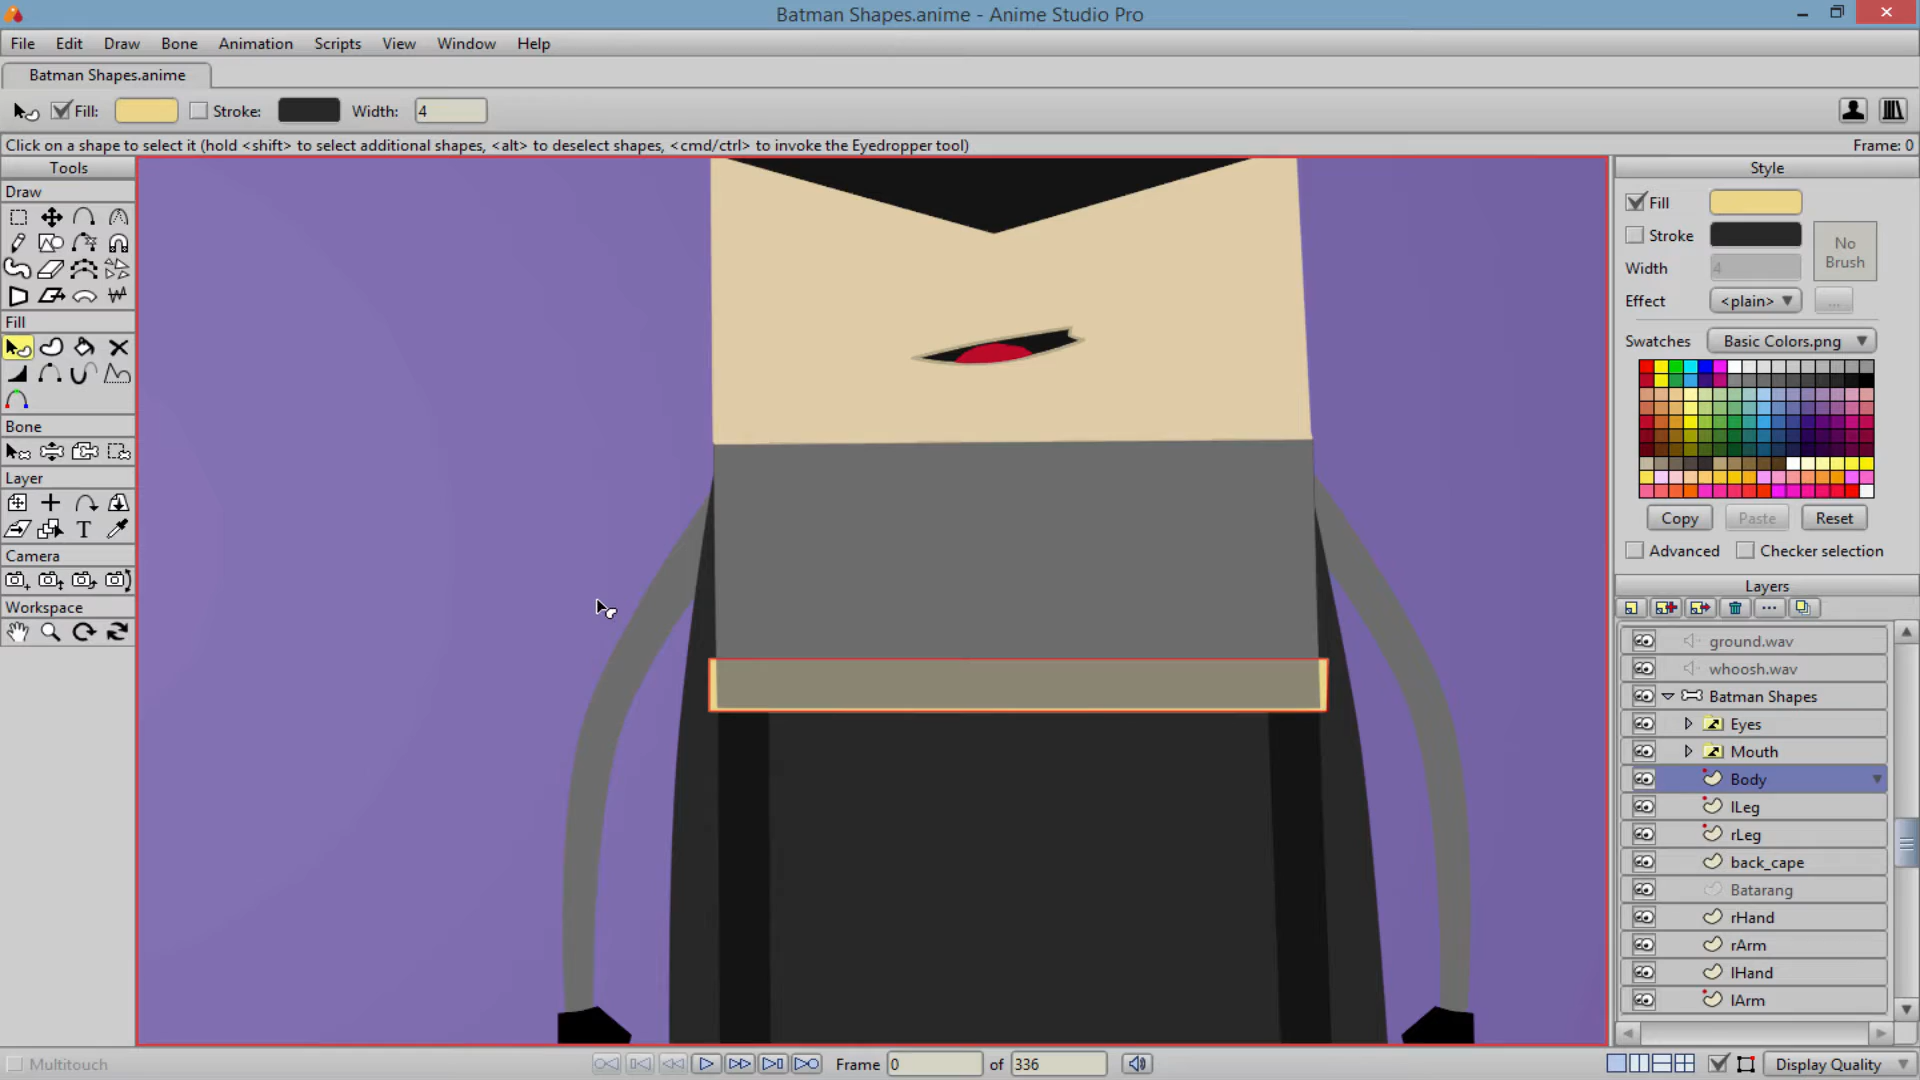 Batman Shapes.anime - Anime Studio Pro
File Edit Draw Bone Animation Scripts View Window Help
Batman Shapes.anime
Fill: Stroke: Width: 4
Click on a shape to select it (hold <shift> to select additional shapes, <alt> to deselect shapes, <cmd/ctrl> to invoke the Eyedropper tool)
Frame: 0
Tools
Draw
Fill
Bone
Layer
T
Camera
Workspace
Style
Fill
Stroke
No Brush
Width 4
Effect <plain> ...
Swatches Basic Colors.png
Copy Paste Reset
Advanced Checker selection
Layers
ground.wav
whoosh.wav
Batman Shapes
Eyes
Mouth
Body
lLeg
rLeg
back_cape
Batarang
rHand
rArm
lHand
lArm
Multitouch
Frame 0 of 336
Display Quality